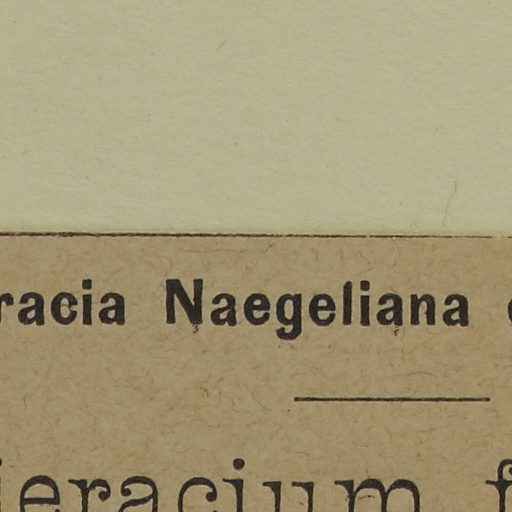 racia Naegeliana
ieracium f